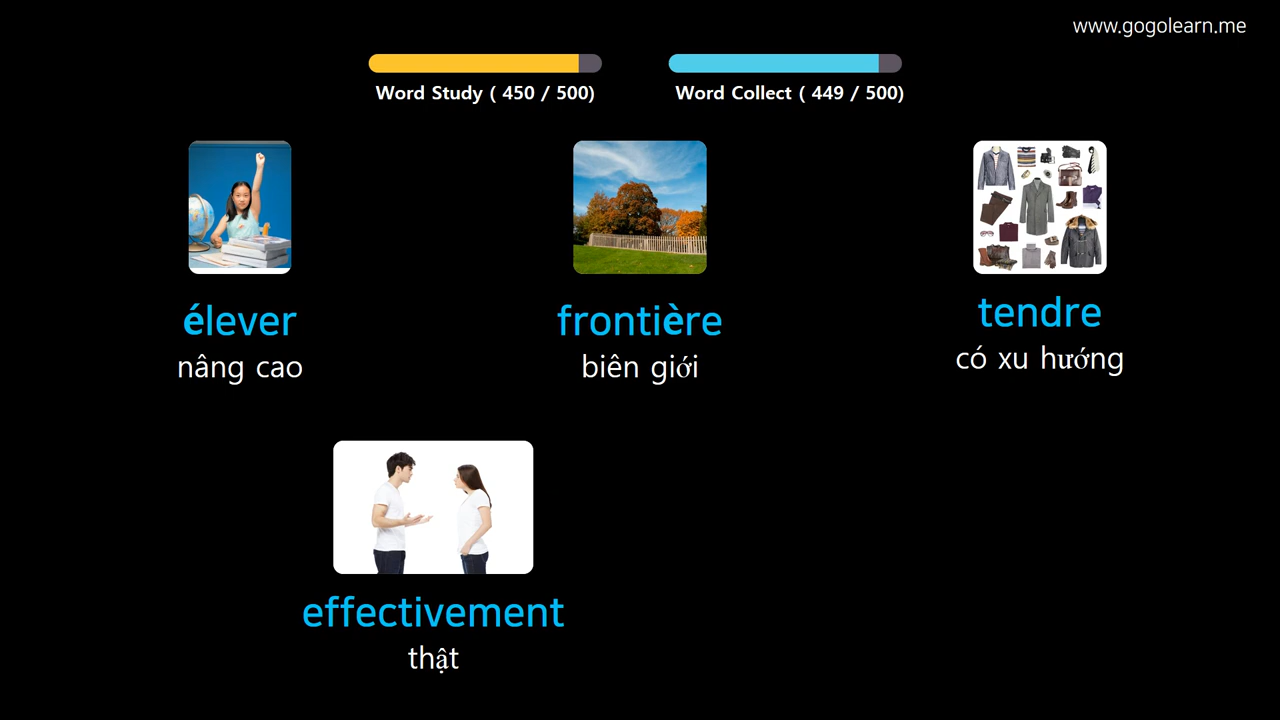 www.gogolearn.me
Word Study ( 450 / 500)
Word Collect ( 449 / 500)
élever
nâng cao
frontière
biên giới
tendre
có xu hướng
effectivement
thật